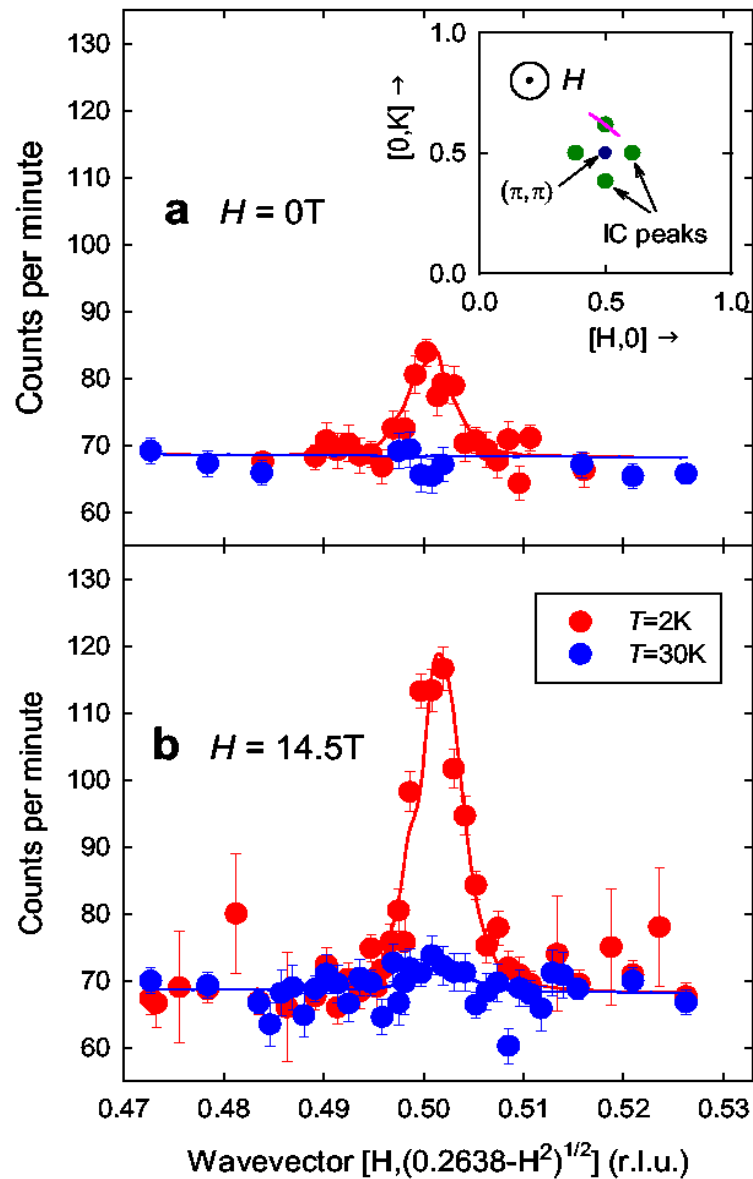 130
120
110
100
90
80
70
60
Counts per minute
a H = 0T
1.0
0.5
0.0
[0,K] →
H
(π,π)
IC peaks
0.0 0.5 1.0
[H,0] →
130
120
110
100
90
80
70
60
Counts per minute
b H = 14.5T
T=2K
T=30K
0.47 0.48 0.49 0.50 0.51 0.52 0.53
Wavevector [H,(0.2638-H²)^1/2] (r.l.u.)